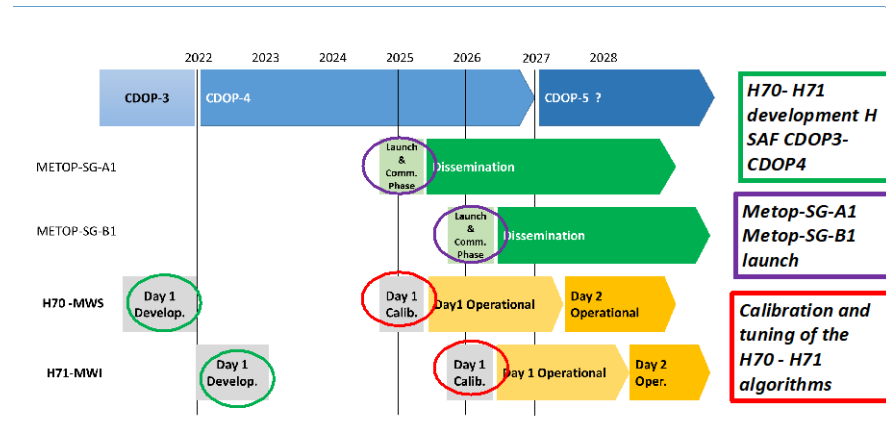 2022 2023 2024 2025 2026 2027 2028
CDOP-3 CDOP-4 CDOP-5 ?
METOP-SG-A1
Launch
&
Comm.
Phase
Dissemination
METOP-SG-B1
Launch
&
Comm.
Phase
Dissemination
H70 -MWS
Day 1
Develop.
Day 1
Calib.
Day1 Operational
Day 2
Operational
H71-MWI
Day 1
Develop.
Day 1
Calib.
Day 1 Operational
Day 2
Oper.
H70- H71
development H
SAF CDOP3-
CDOP4
Metop-SG-A1
Metop-SG-B1
launch
Calibration and
tuning of the
H70 - H71
algorithms